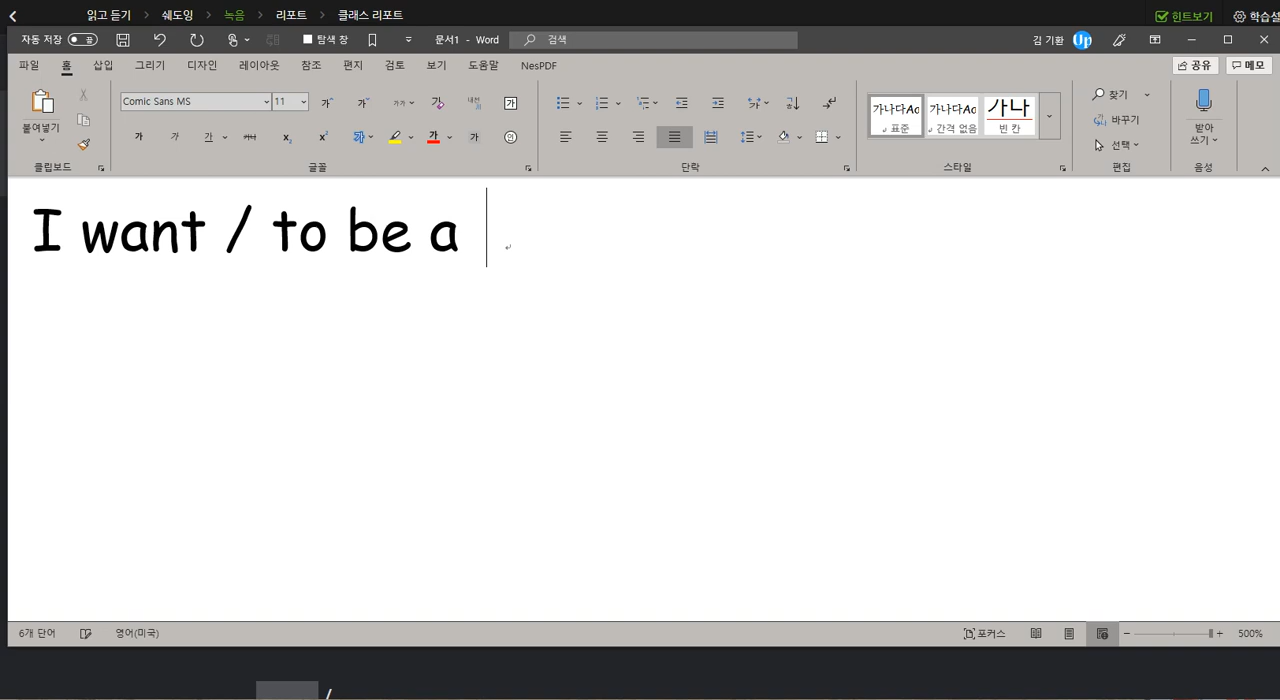 읽고 듣기 > 쉐도잉 > 녹음 > 리포트 > 클래스 리포트 힌트보기 학습설
자동 저장 문서1 - Word 검색 김 기환 Up
탐색 창
파일 홈 삽입 그리기 디자인 레이아웃 참조 편지 검토 보기 도움말 NesPDF 공유 메모
Comic Sans MS 11
붙여넣기
가나다Aa 가나다Aa 가나
표준 간격 없음 빈 칸
찾기
바꾸기
선택
받아
쓰기
클립보드 글꼴 단락 스타일 편집 음성
I want / to be a
6개 단어 영어(미국) 포커스 500%
/